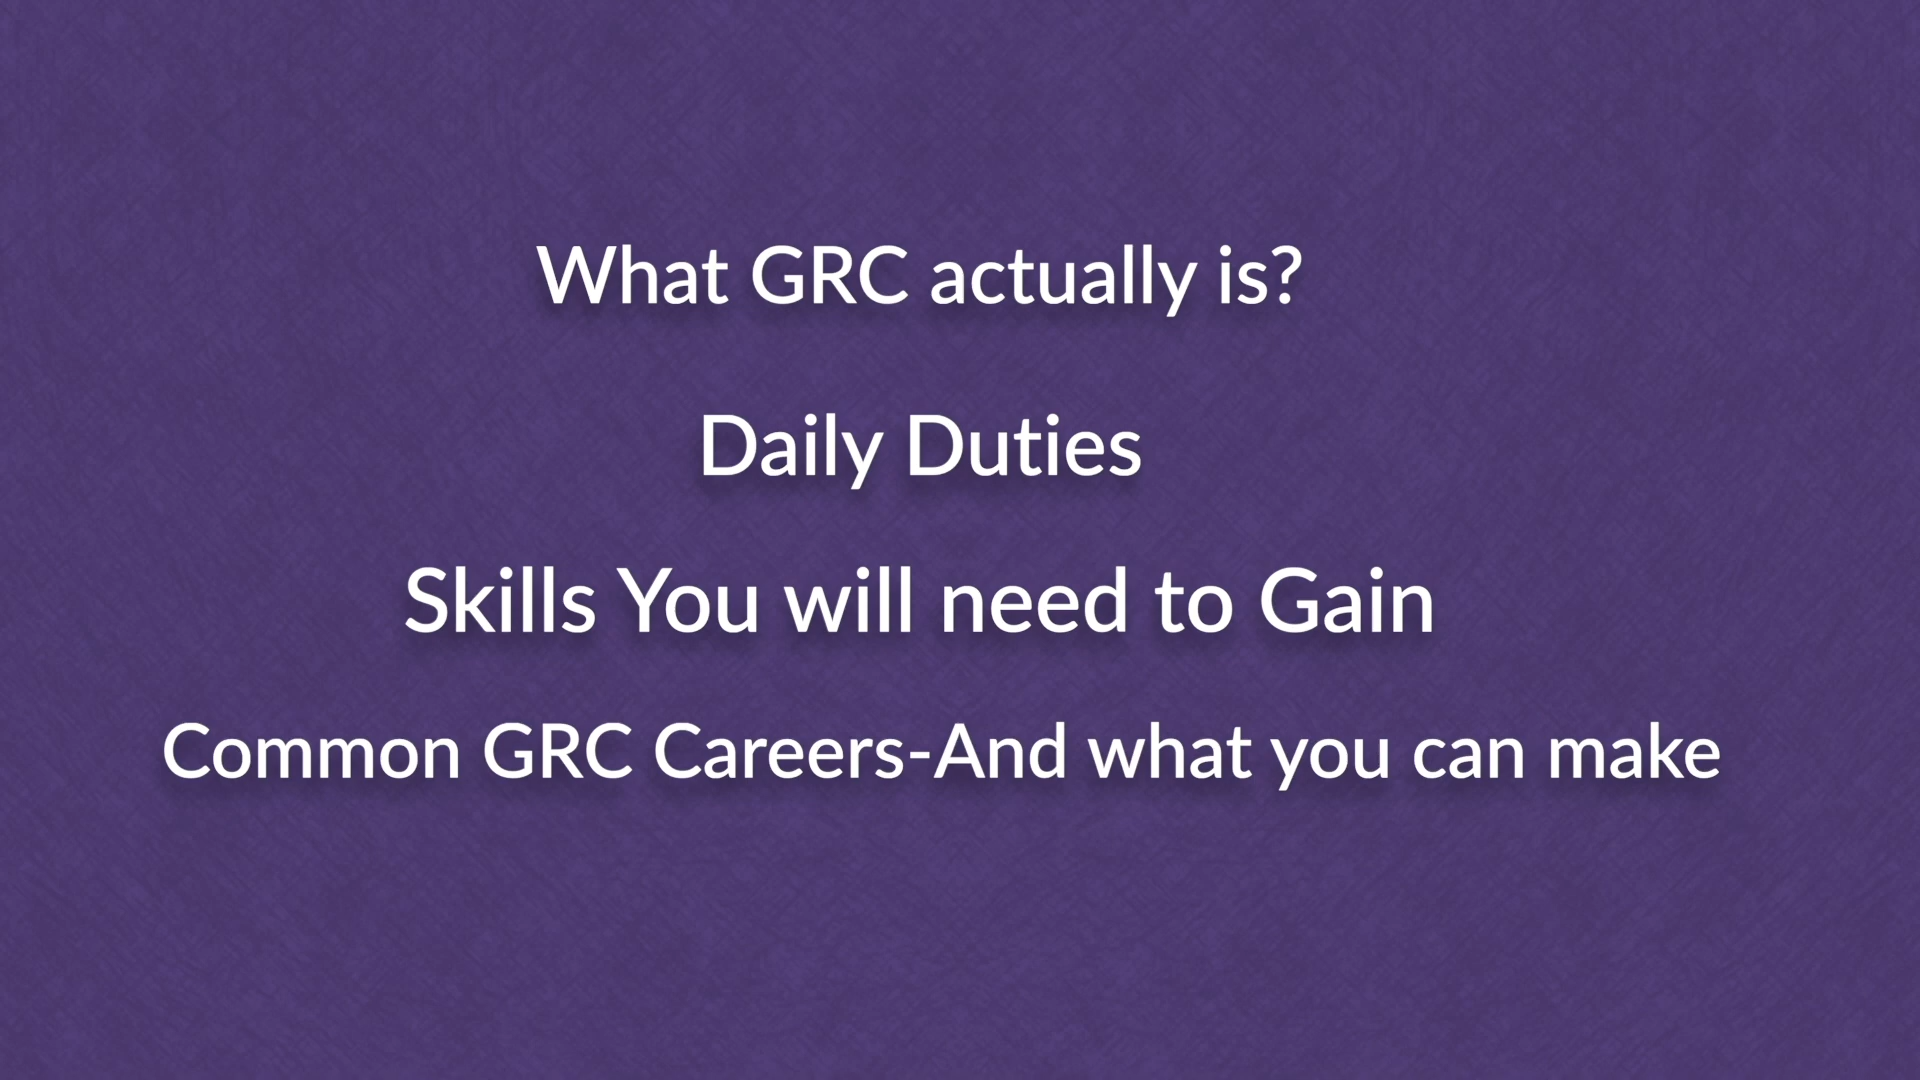 What GRC actually is?
Daily Duties
Skills You will need to Gain
Common GRC Careers-And what you can make